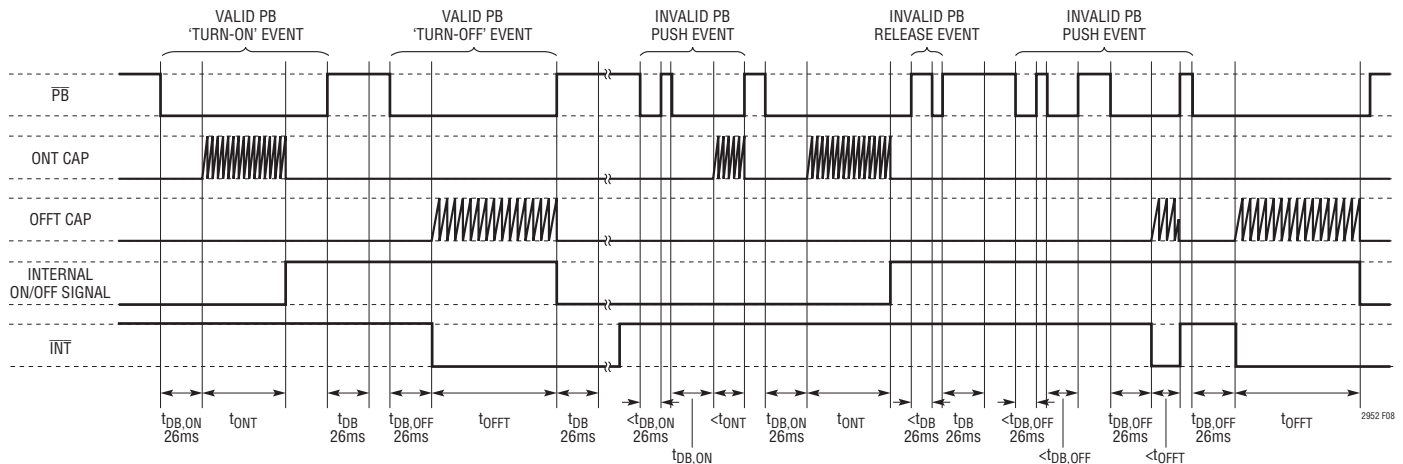 VALID PB
‘TURN-ON’ EVENT
VALID PB
‘TURN-OFF’ EVENT
INVALID PB
PUSH EVENT
INVALID PB
RELEASE EVENT
INVALID PB
PUSH EVENT
PB
ONT CAP
OFFT CAP
INTERNAL
ON/OFF SIGNAL
INT
tDB,ON
26ms
tONT
tDB
26ms
tDB,OFF
26ms
tOFFT
tDB
26ms
<tDB,ON
26ms
tDB,ON
<tONT
tDB,ON
26ms
tONT
<tDB
26ms
tDB
26ms
<tDB,OFF
26ms
<tDB,OFF
tDB,OFF
26ms
<tOFFT
tDB,OFF
26ms
tOFFT
2952 F08